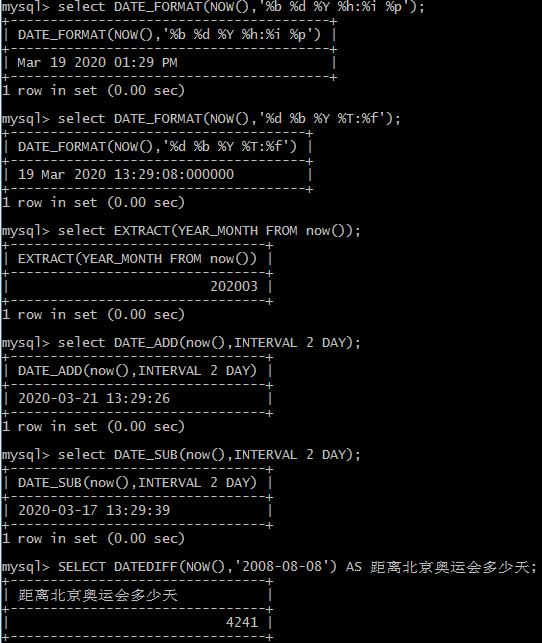 mysql> select DATE_FORMAT(NOW(),'%b %d %Y %h:%i %p');
+--------------------------------------+
| DATE_FORMAT(NOW(),'%b %d %Y %h:%i %p') |
+--------------------------------------+
| Mar 19 2020 01:29 PM |
+--------------------------------------+
1 row in set (0.00 sec)
mysql> select DATE_FORMAT(NOW(),'%d %b %Y %T:%f');
+-----------------------------------+
| DATE_FORMAT(NOW(),'%d %b %Y %T:%f') |
+-----------------------------------+
| 19 Mar 2020 13:29:08:000000 |
+-----------------------------------+
1 row in set (0.00 sec)
mysql> select EXTRACT(YEAR_MONTH FROM now());
+------------------------------+
| EXTRACT(YEAR_MONTH FROM now()) |
+------------------------------+
| 202003 |
+------------------------------+
1 row in set (0.00 sec)
mysql> select DATE_ADD(now(),INTERVAL 2 DAY);
+------------------------------+
| DATE_ADD(now(),INTERVAL 2 DAY) |
+------------------------------+
| 2020-03-21 13:29:26 |
+------------------------------+
1 row in set (0.00 sec)
mysql> select DATE_SUB(now(),INTERVAL 2 DAY);
+------------------------------+
| DATE_SUB(now(),INTERVAL 2 DAY) |
+------------------------------+
| 2020-03-17 13:29:39 |
+------------------------------+
1 row in set (0.00 sec)
mysql> SELECT DATEDIFF(NOW(),'2008-08-08') AS 距离北京奥运会多少天;
+------------------------------+
| 距离北京奥运会多少天 |
+------------------------------+
| 4241 |
+------------------------------+